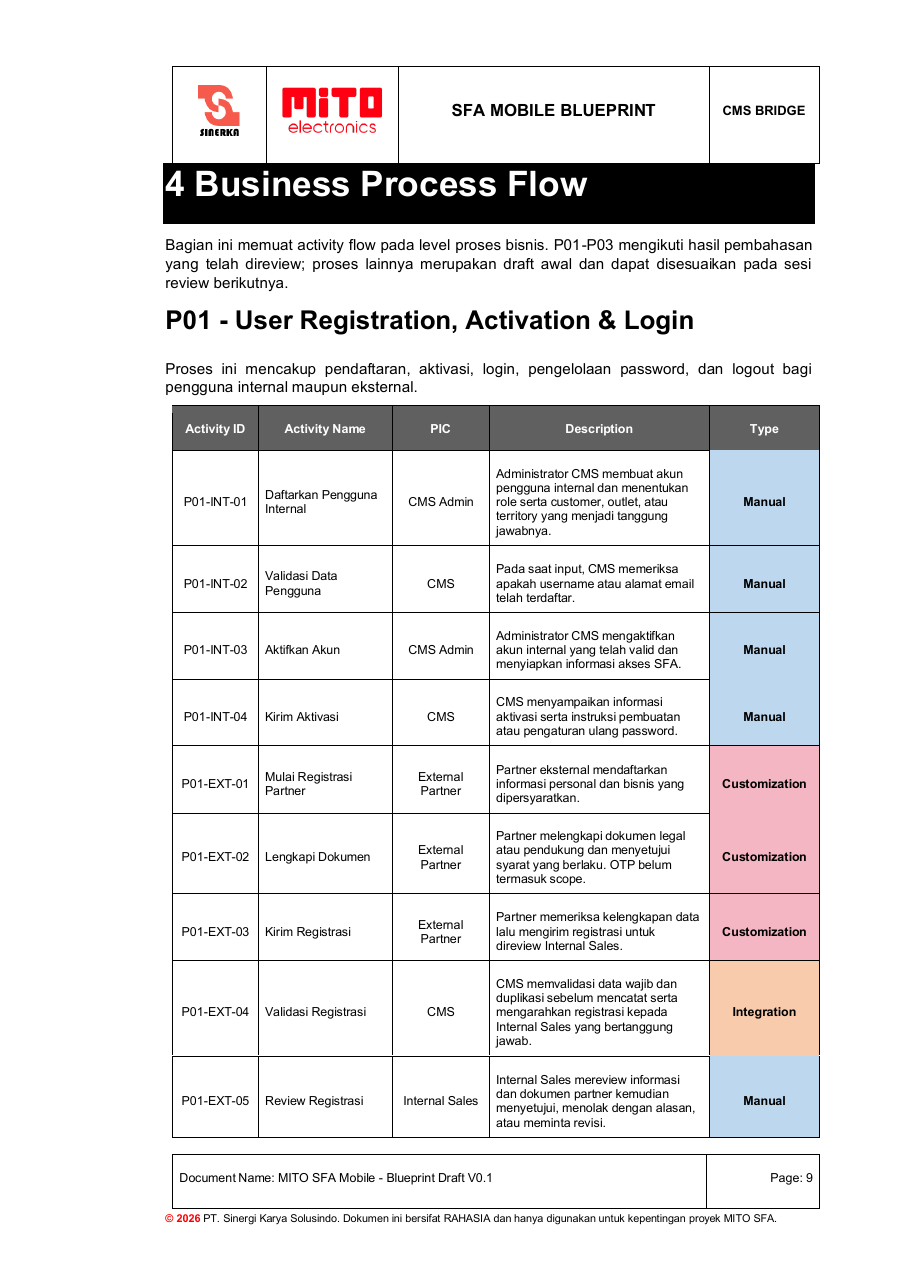 SINERKA
MiTO
electronics
SFA MOBILE BLUEPRINT
CMS BRIDGE
4 Business Process Flow
Bagian ini memuat activity flow pada level proses bisnis. P01-P03 mengikuti hasil pembahasan
yang telah direview; proses lainnya merupakan draft awal dan dapat disesuaikan pada sesi
review berikutnya.
P01 - User Registration, Activation & Login
Proses ini mencakup pendaftaran, aktivasi, login, pengelolaan password, dan logout bagi
pengguna internal maupun eksternal.
Activity ID
Activity Name
PIC
Description
Type
P01-INT-01
Daftarkan Pengguna
Internal
CMS Admin
Administrator CMS membuat akun
pengguna internal dan menentukan
role serta customer, outlet, atau
territory yang menjadi tanggung
jawabnya.
Manual
P01-INT-02
Validasi Data
Pengguna
CMS
Pada saat input, CMS memeriksa
apakah username atau alamat email
telah terdaftar.
Manual
P01-INT-03
Aktifkan Akun
CMS Admin
Administrator CMS mengaktifkan
akun internal yang telah valid dan
menyiapkan informasi akses SFA.
Manual
P01-INT-04
Kirim Aktivasi
CMS
CMS menyampaikan informasi
aktivasi serta instruksi pembuatan
atau pengaturan ulang password.
Manual
P01-EXT-01
Mulai Registrasi
Partner
External
Partner
Partner eksternal mendaftarkan
informasi personal dan bisnis yang
dipersyaratkan.
Customization
P01-EXT-02
Lengkapi Dokumen
External
Partner
Partner melengkapi dokumen legal
atau pendukung dan menyetujui
syarat yang berlaku. OTP belum
termasuk scope.
Customization
P01-EXT-03
Kirim Registrasi
External
Partner
Partner memeriksa kelengkapan data
lalu mengirim registrasi untuk
direview Internal Sales.
Customization
P01-EXT-04
Validasi Registrasi
CMS
CMS memvalidasi data wajib dan
duplikasi sebelum mencatat serta
mengarahkan registrasi kepada
Internal Sales yang bertanggung
jawab.
Integration
P01-EXT-05
Review Registrasi
Internal Sales
Internal Sales mereview informasi
dan dokumen partner kemudian
menyetujui, menolak dengan alasan,
atau meminta revisi.
Manual
Document Name: MITO SFA Mobile - Blueprint Draft V0.1
Page: 9
© 2026 PT. Sinergi Karya Solusindo. Dokumen ini bersifat RAHASIA dan hanya digunakan untuk kepentingan proyek MITO SFA.